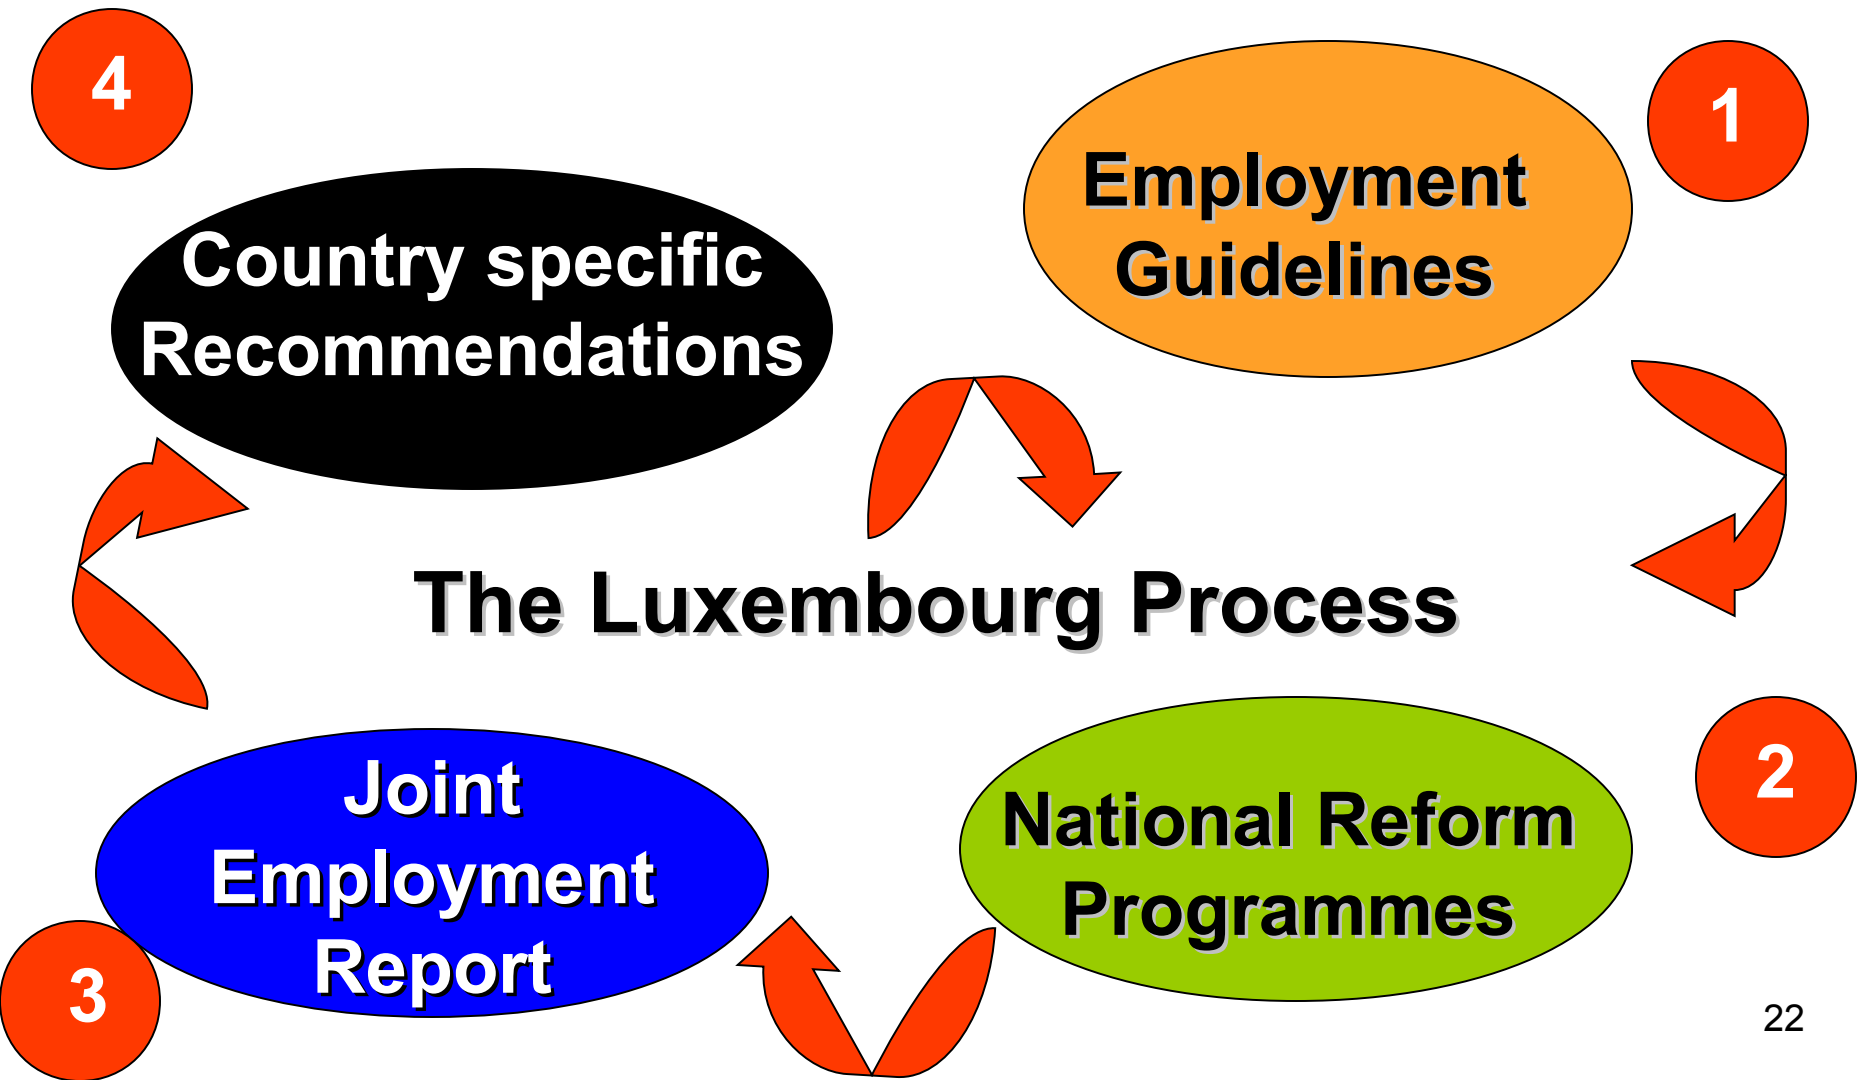 4
1
Employment
Guidelines
Country specific
Recommendations
The Luxembourg Process
2
Joint
Employment
Report
National Reform
Programmes
3
22